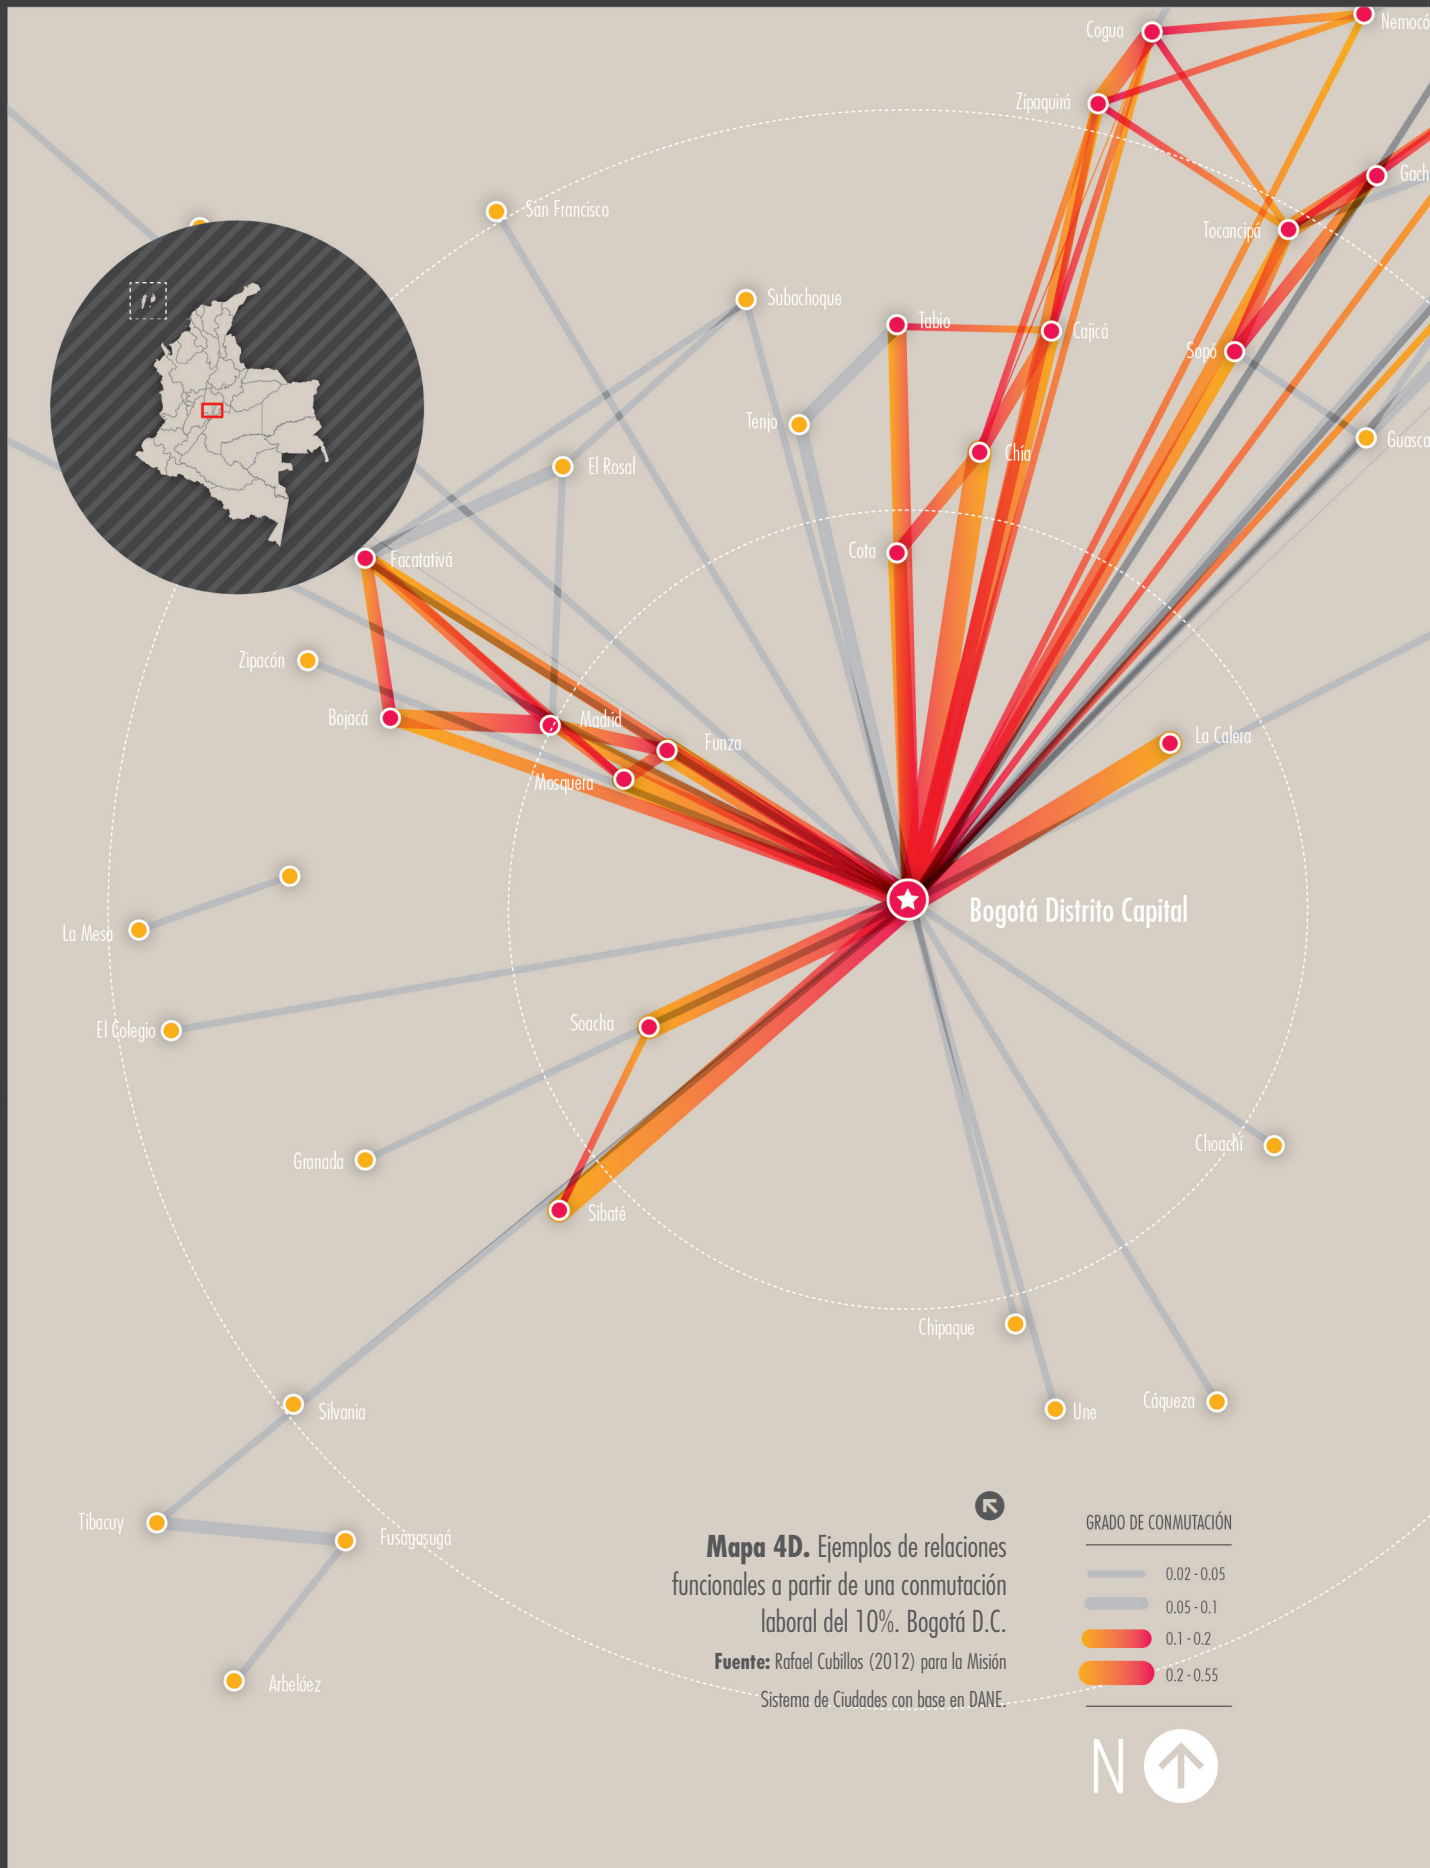 Cogua
Nemocó
Zipaquirá
Gach
San Francisco
Tocancipá
Subachoque
Tabio
Cajicá
Sopó
Tenjo
Guasca
Chía
El Rosal
Cota
Facatativá
Zipacón
Bojacá
Madrid
Funza
La Calera
Mosquera
Bogotá Distrito Capital
La Mesa
El Colegio
Soacha
Choachí
Granada
Sibaté
Chipaque
Cáqueza
Silvania
Une
Tibacuy
Fusagasugá
Arbeláez
Mapa 4D. Ejemplos de relaciones
funcionales a partir de una conmutación
laboral del 10%. Bogotá D.C.
Fuente: Rafael Cubillos (2012) para la Misión
Sistema de Ciudades con base en DANE.
GRADO DE CONMUTACIÓN
0.02 - 0.05
0.05 - 0.1
0.1 - 0.2
0.2 - 0.55
N